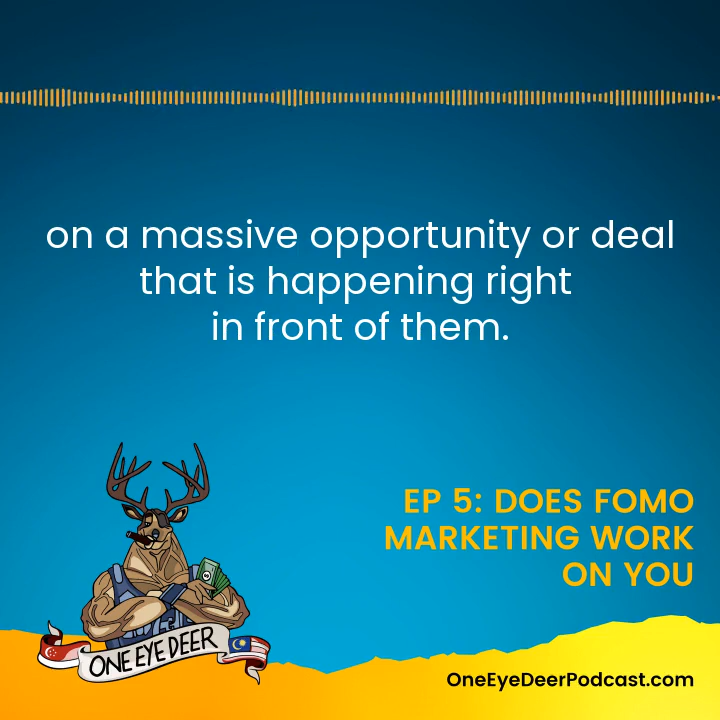 on a massive opportunity or deal
that is happening right
in front of them.
EP 5: DOES FOMO
MARKETING WORK
ON YOU
ONE EYE DEER
OneEyeDeerPodcast.com